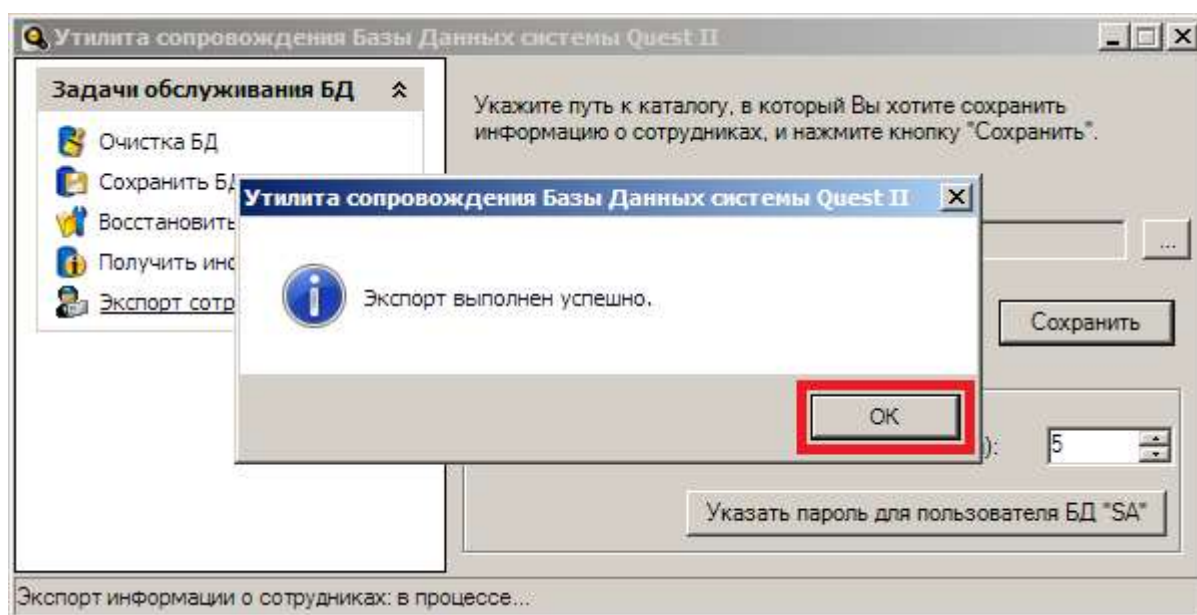 Утилита сопровождения Базы Данных системы Quest II
Задачи обслуживания БД
Очистка БД
Сохранить БД
Восстановить
Получить инс
Экспорт сотр
Укажите путь к каталогу, в который Вы хотите сохранить
информацию о сотрудниках, и нажмите кнопку "Сохранить".
...
Сохранить
Утилита сопровождения Базы Данных системы Quest II
Экспорт выполнен успешно.
OK
):
5
Указать пароль для пользователя БД "SA"
Экспорт информации о сотрудниках: в процессе...